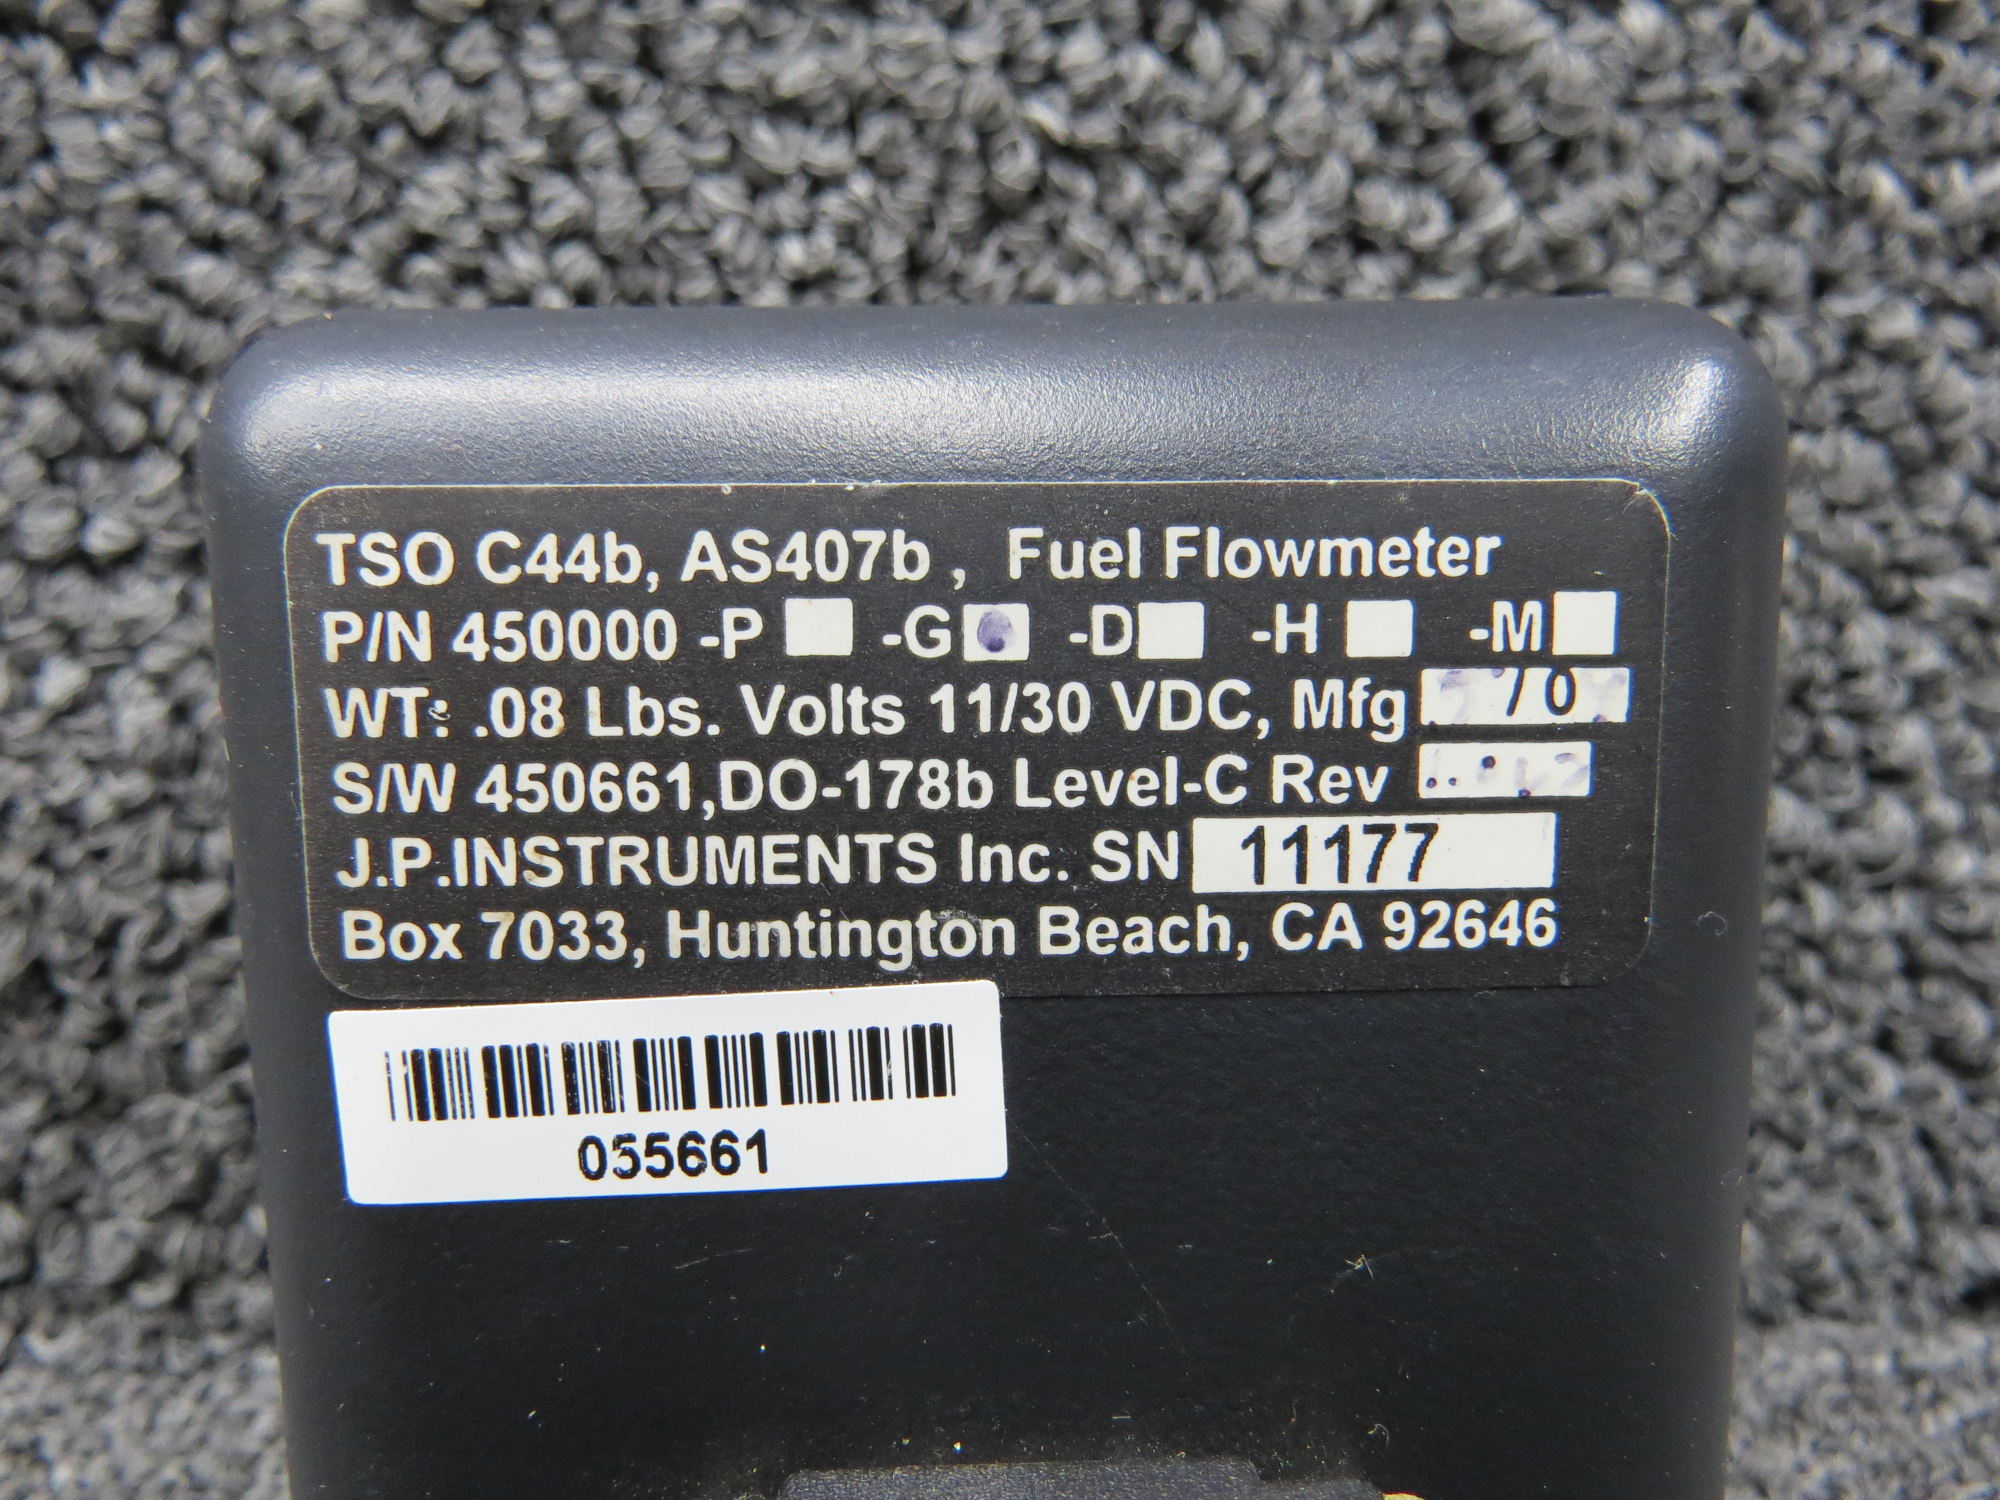 TSO C44b, AS407b , Fuel Flowmeter
P/N 450000 -P -G -D -H -M
WT: .08 Lbs. Volts 11/30 VDC, Mfg / 0
S/W 450661,DO-178b Level-C Rev
J.P.INSTRUMENTS Inc. SN 11177
Box 7033, Huntington Beach, CA 92646
055661